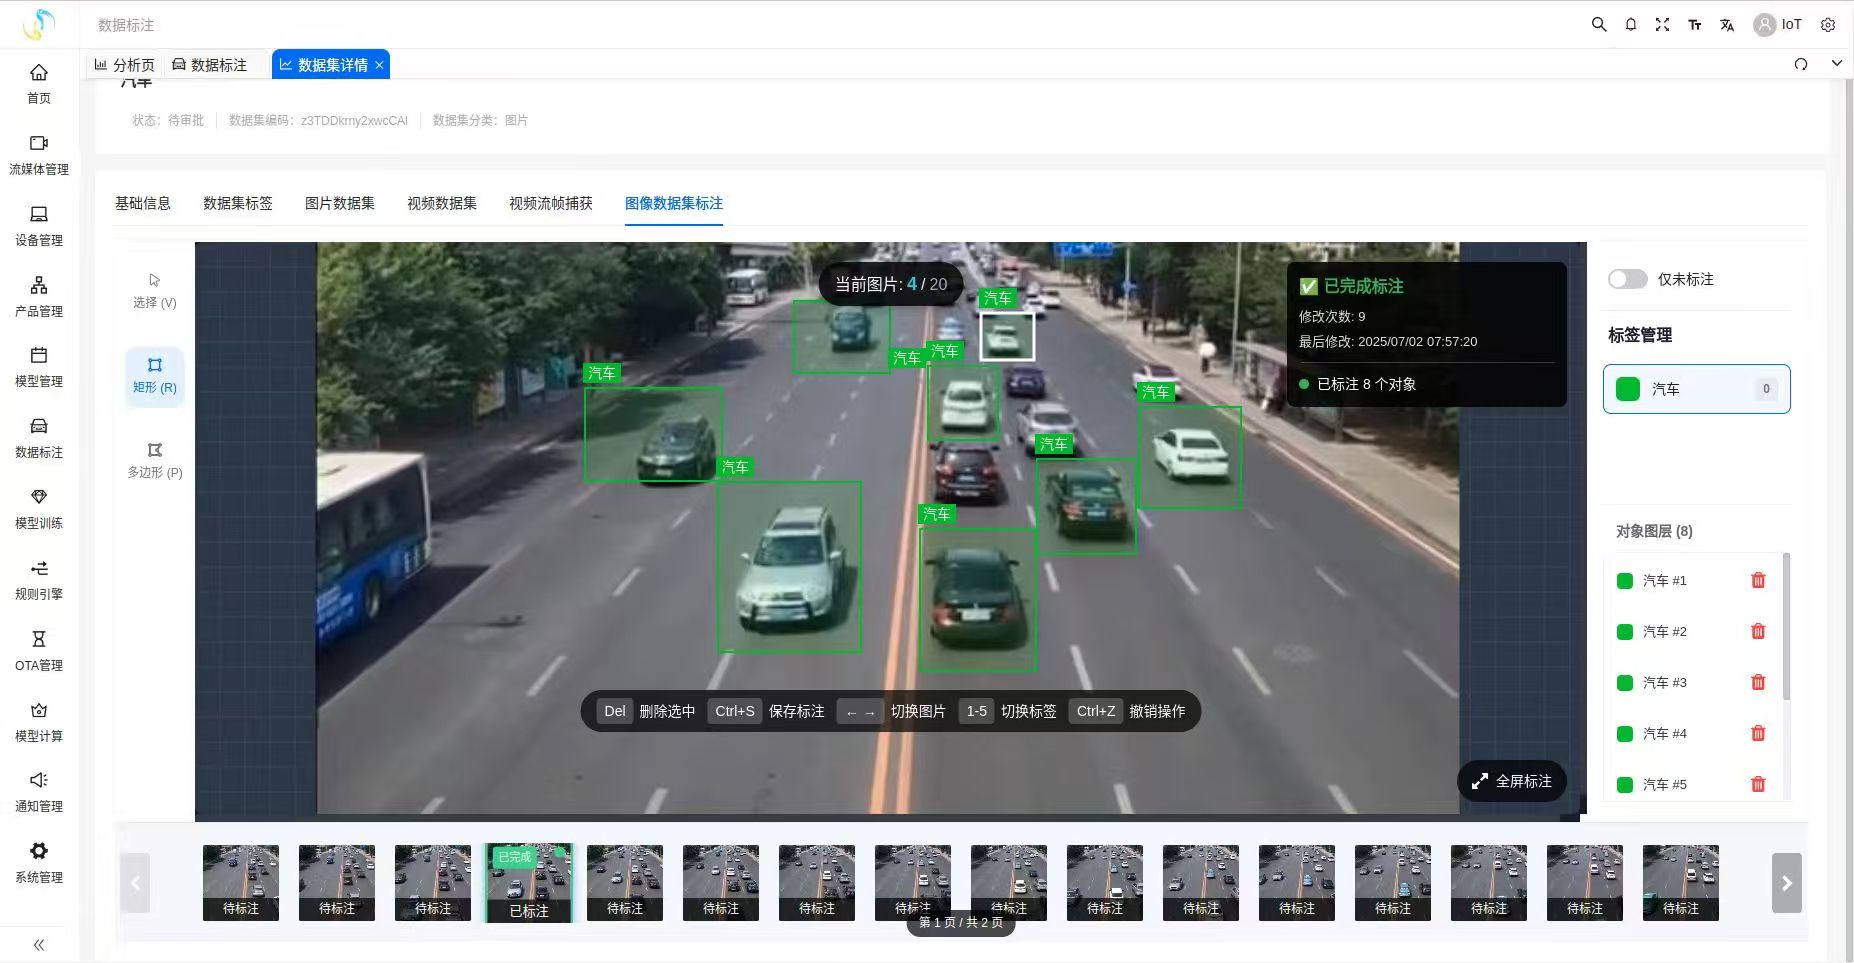 数据标注
IoT
分析页
数据标注
数据集详情
首页
流媒体管理
设备管理
产品管理
模型管理
数据标注
模型训练
规则引擎
OTA管理
模型计算
通知管理
系统管理
汽车
状态：待审批
数据集编码：z3TDDkrny2xwcCAl
数据集分类：图片
基础信息
数据集标签
图片数据集
视频数据集
视频流帧捕获
图像数据集标注
选择 (V)
矩形 (R)
多边形 (P)
当前图片: 4 / 20
汽车
汽车
汽车
汽车
汽车
汽车
汽车
汽车
已完成标注
修改次数: 9
最后修改: 2025/07/02 07:57:20
已标注 8 个对象
Del 删除选中 Ctrl+S 保存标注 ← → 切换图片 1-5 切换标签 Ctrl+Z 撤销操作
全屏标注
仅未标注
标签管理
汽车 0
对象图层 (8)
汽车 #1
汽车 #2
汽车 #3
汽车 #4
汽车 #5
待标注
待标注
待标注
已完成
已标注
待标注
待标注
待标注
待标注
待标注
待标注
待标注
待标注
待标注
待标注
待标注
待标注
第 1 页 / 共 2 页